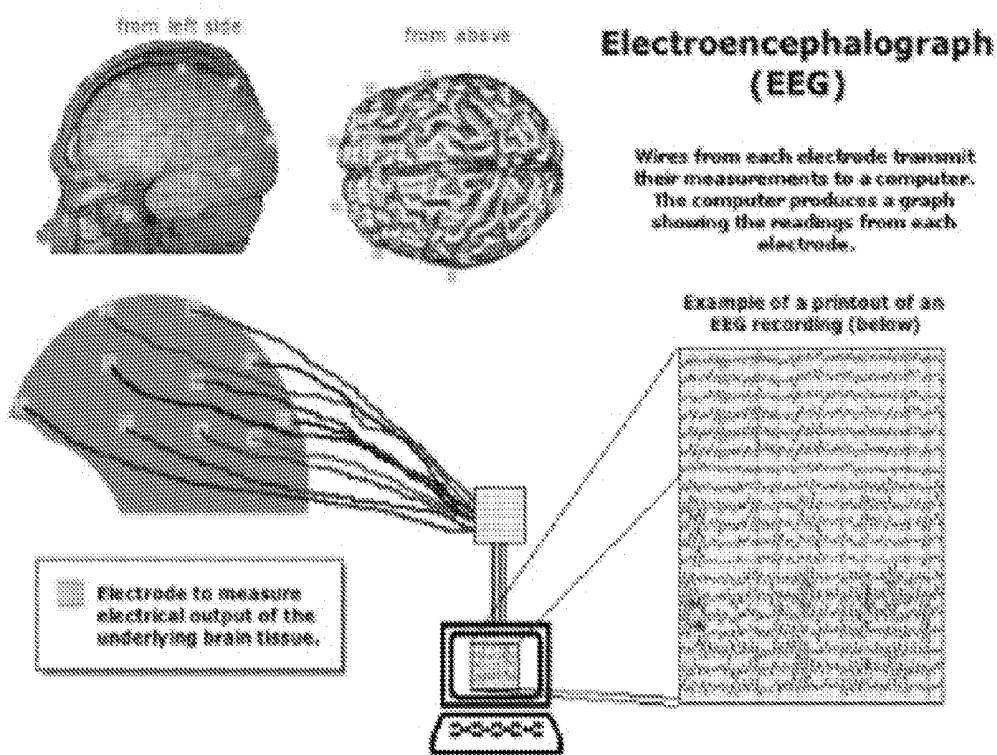 from left side
from above
Electroencephalograph
(EEG)
Wires from each electrode transmit
their measurements to a computer.
The computer produces a graph
showing the readings from each
electrode.
Example of a printout of an
EEG recording (below)
Electrode to measure
electrical output of the
underlying brain tissue.